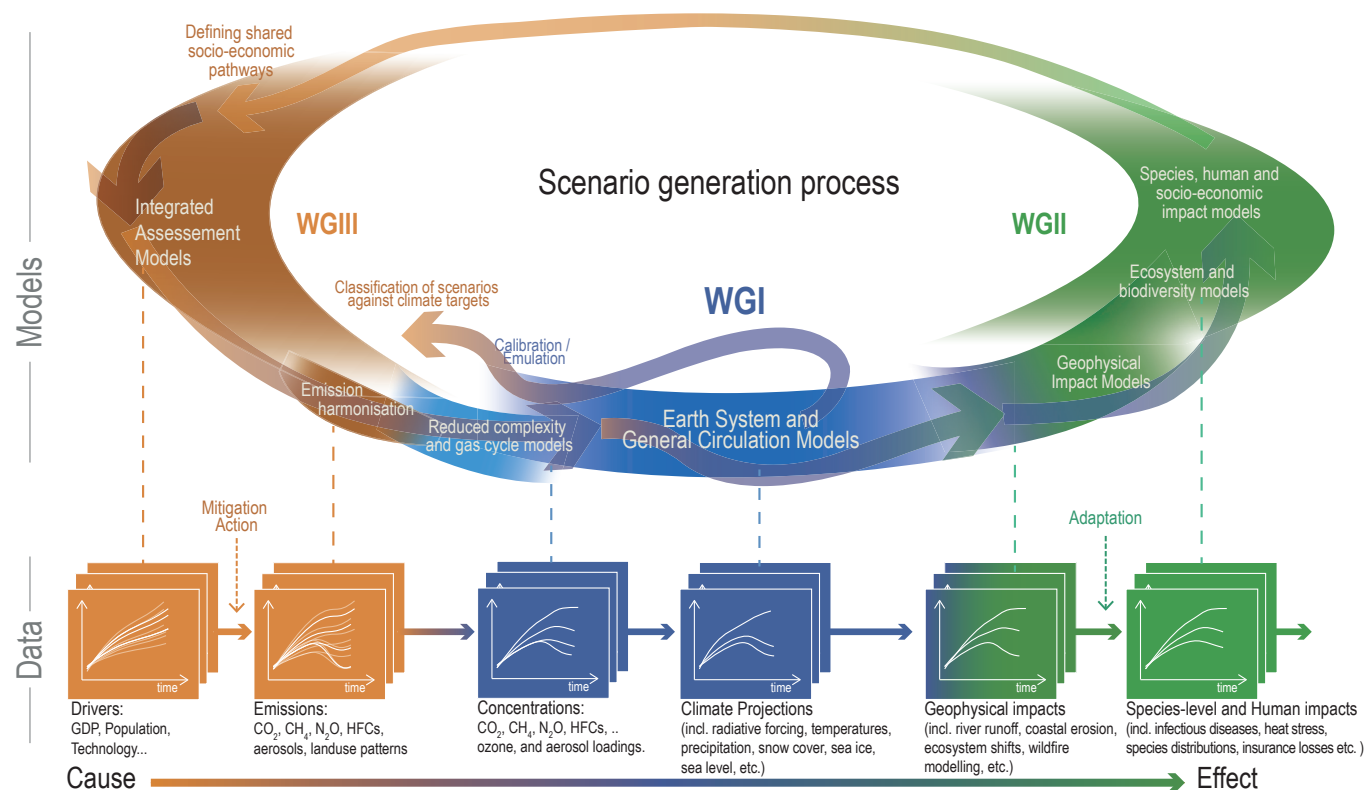 Models
Data
Scenario generation process
Defining shared
socio-economic
pathways
Integrated
Assessement
Models
WGIII
WGII
WGI
Species, human and
socio-economic
impact models
Ecosystem and
biodiversity models
Geophysical
Impact Models
Classification of scenarios
against climate targets
Calibration /
Emulation
Emission
harmonisation
Reduced complexity
and gas cycle models
Earth System and
General Circulation Models
Mitigation
Action
Adaptation
time
time
time
time
time
time
Drivers:
GDP, Population,
Technology...
Emissions:
CO₂, CH₄, N₂O, HFCs,
aerosols, landuse patterns
Concentrations:
CO₂, CH₄, N₂O, HFCs, ..
ozone, and aerosol loadings.
Climate Projections
(incl. radiative forcing, temperatures,
precipitation, snow cover, sea ice,
sea level, etc.)
Geophysical impacts
(incl. river runoff, coastal erosion,
ecosystem shifts, wildfire
modelling, etc.)
Species-level and Human impacts
(incl. infectious diseases, heat stress,
species distributions, insurance losses etc. )
Cause
Effect